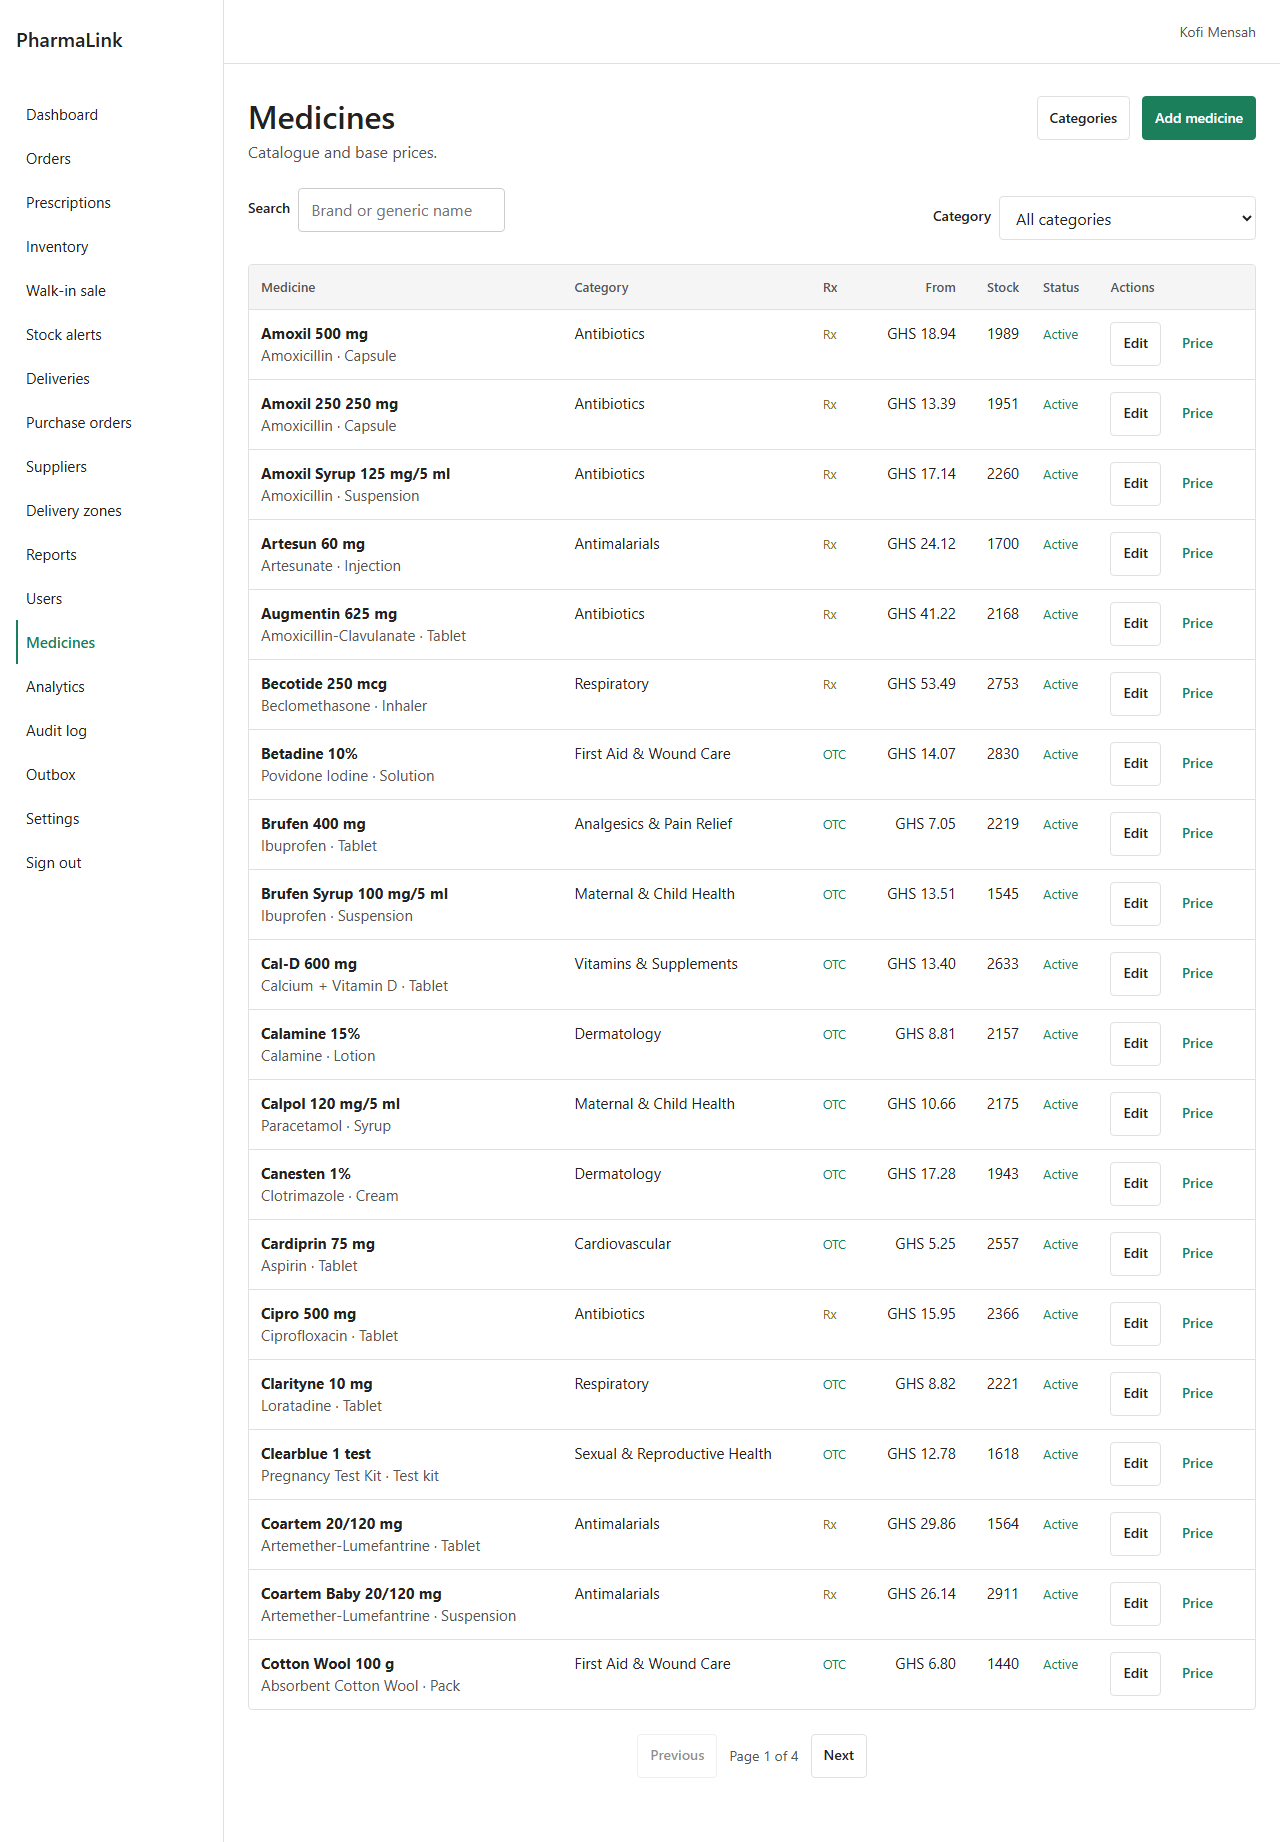 PharmaLink
Kofi Mensah
Dashboard
Orders
Prescriptions
Inventory
Walk-in sale
Stock alerts
Deliveries
Purchase orders
Suppliers
Delivery zones
Reports
Users
Medicines
Analytics
Audit log
Outbox
Settings
Sign out
Medicines
Catalogue and base prices.
Categories
Add medicine
Search
Brand or generic name
Category
All categories
Medicine Category Rx From Stock Status Actions
Amoxil 500 mg Antibiotics Rx GHS 18.94 1989 Active Edit Price
Amoxicillin · Capsule
Amoxil 250 250 mg Antibiotics Rx GHS 13.39 1951 Active Edit Price
Amoxicillin · Capsule
Amoxil Syrup 125 mg/5 ml Antibiotics Rx GHS 17.14 2260 Active Edit Price
Amoxicillin · Suspension
Artesun 60 mg Antimalarials Rx GHS 24.12 1700 Active Edit Price
Artesunate · Injection
Augmentin 625 mg Antibiotics Rx GHS 41.22 2168 Active Edit Price
Amoxicillin-Clavulanate · Tablet
Becotide 250 mcg Respiratory Rx GHS 53.49 2753 Active Edit Price
Beclomethasone · Inhaler
Betadine 10% First Aid & Wound Care OTC GHS 14.07 2830 Active Edit Price
Povidone Iodine · Solution
Brufen 400 mg Analgesics & Pain Relief OTC GHS 7.05 2219 Active Edit Price
Ibuprofen · Tablet
Brufen Syrup 100 mg/5 ml Maternal & Child Health OTC GHS 13.51 1545 Active Edit Price
Ibuprofen · Suspension
Cal-D 600 mg Vitamins & Supplements OTC GHS 13.40 2633 Active Edit Price
Calcium + Vitamin D · Tablet
Calamine 15% Dermatology OTC GHS 8.81 2157 Active Edit Price
Calamine · Lotion
Calpol 120 mg/5 ml Maternal & Child Health OTC GHS 10.66 2175 Active Edit Price
Paracetamol · Syrup
Canesten 1% Dermatology OTC GHS 17.28 1943 Active Edit Price
Clotrimazole · Cream
Cardiprin 75 mg Cardiovascular OTC GHS 5.25 2557 Active Edit Price
Aspirin · Tablet
Cipro 500 mg Antibiotics Rx GHS 15.95 2366 Active Edit Price
Ciprofloxacin · Tablet
Clarityne 10 mg Respiratory OTC GHS 8.82 2221 Active Edit Price
Loratadine · Tablet
Clearblue 1 test Sexual & Reproductive Health OTC GHS 12.78 1618 Active Edit Price
Pregnancy Test Kit · Test kit
Coartem 20/120 mg Antimalarials Rx GHS 29.86 1564 Active Edit Price
Artemether-Lumefantrine · Tablet
Coartem Baby 20/120 mg Antimalarials Rx GHS 26.14 2911 Active Edit Price
Artemether-Lumefantrine · Suspension
Cotton Wool 100 g First Aid & Wound Care OTC GHS 6.80 1440 Active Edit Price
Absorbent Cotton Wool · Pack
Previous Page 1 of 4 Next